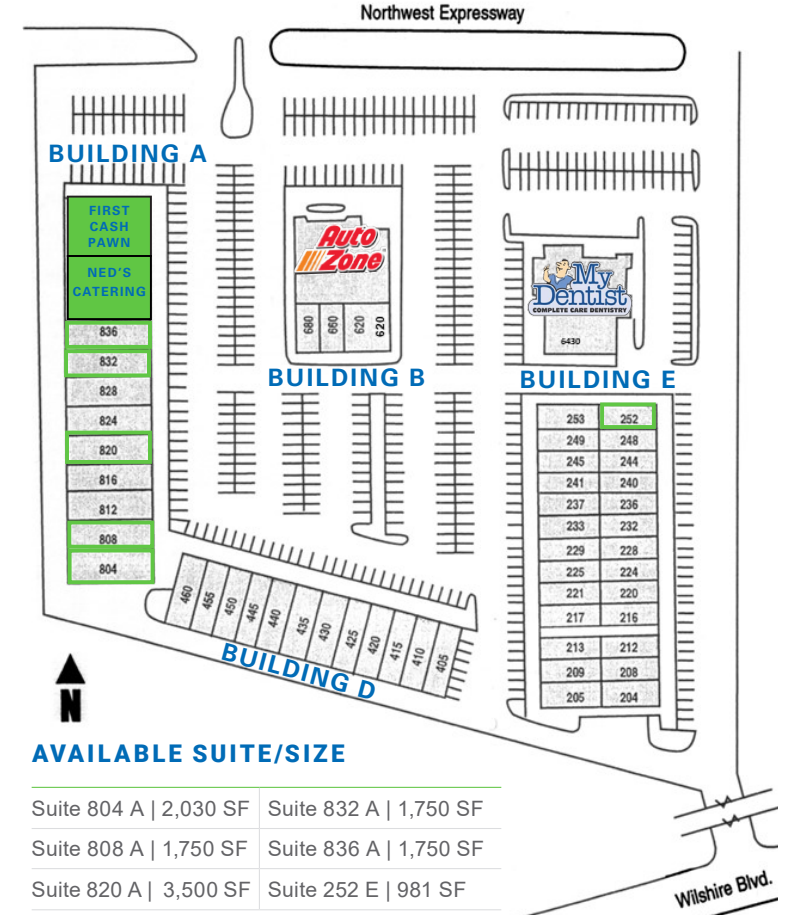 Northwest Expressway
BUILDING A
FIRST
CASH
PAWN
NED'S
CATERING
836
832
828
824
820
816
812
808
804
Auto
Zone
680
660
620
620
BUILDING B
My
Dentist
COMPLETE CARE DENTISTRY
6430
BUILDING E
253 252
249 248
245 244
241 240
237 236
233 232
229 228
225 224
221 220
217 216
213 212
209 208
205 204
460 455 450 445 440 435 430 425 420 415 410 405
BUILDING D
N
AVAILABLE SUITE/SIZE
Suite 804 A | 2,030 SF Suite 832 A | 1,750 SF
Suite 808 A | 1,750 SF Suite 836 A | 1,750 SF
Suite 820 A | 3,500 SF Suite 252 E | 981 SF
Wilshire Blvd.